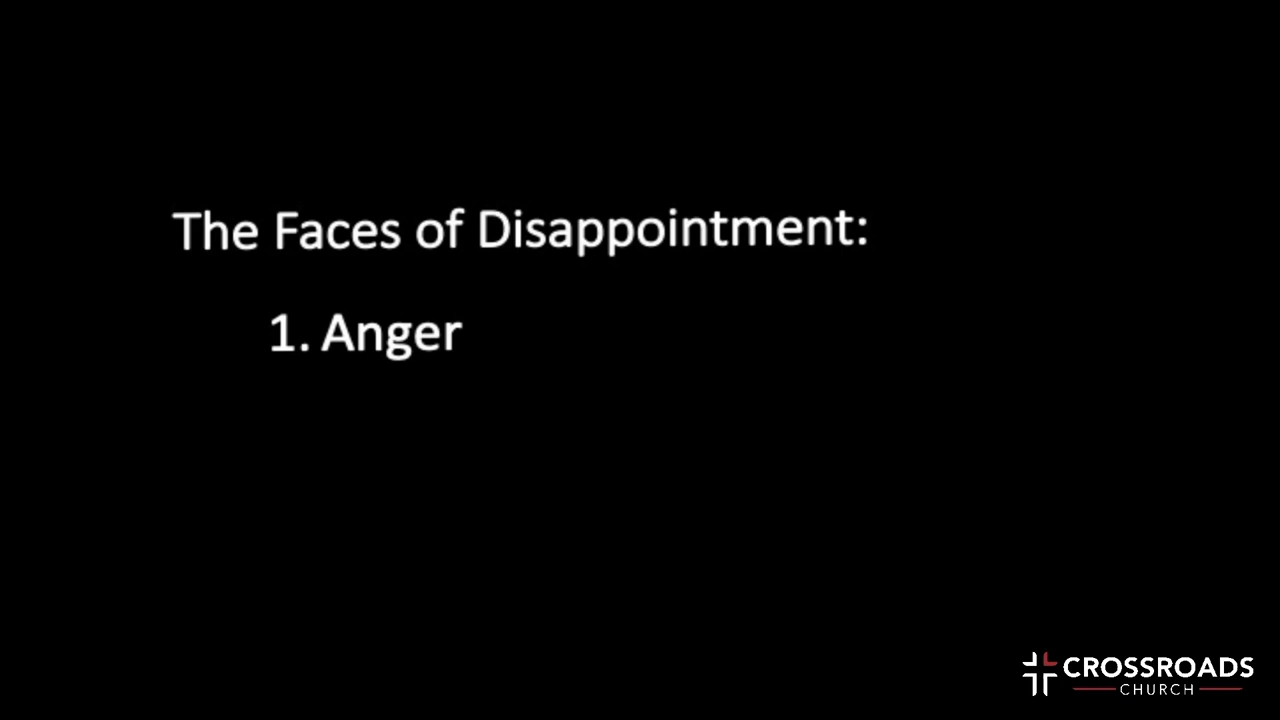 The Faces of Disappointment:
1. Anger
CROSSROADS
CHURCH